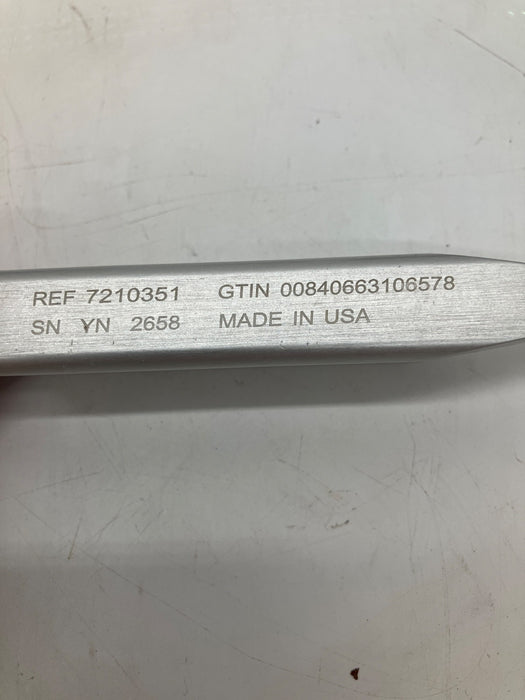 REF 7210351 GTIN 00840663106578
SN YN 2658 MADE IN USA